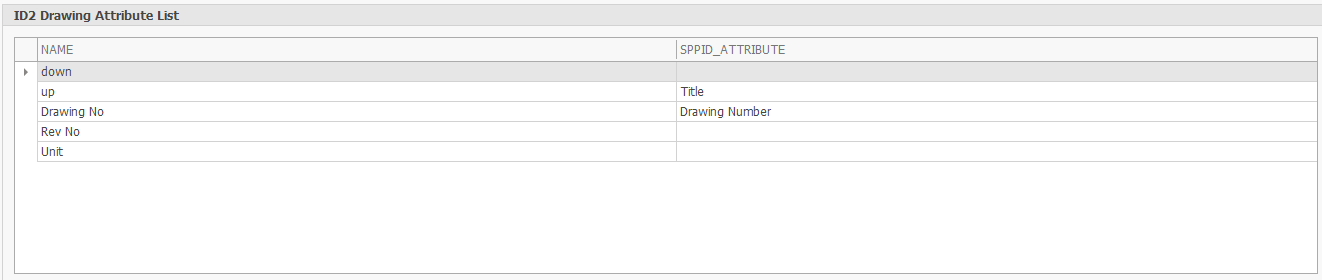 ID2 Drawing Attribute List
NAME SPPID_ATTRIBUTE
down
up Title
Drawing No Drawing Number
Rev No
Unit